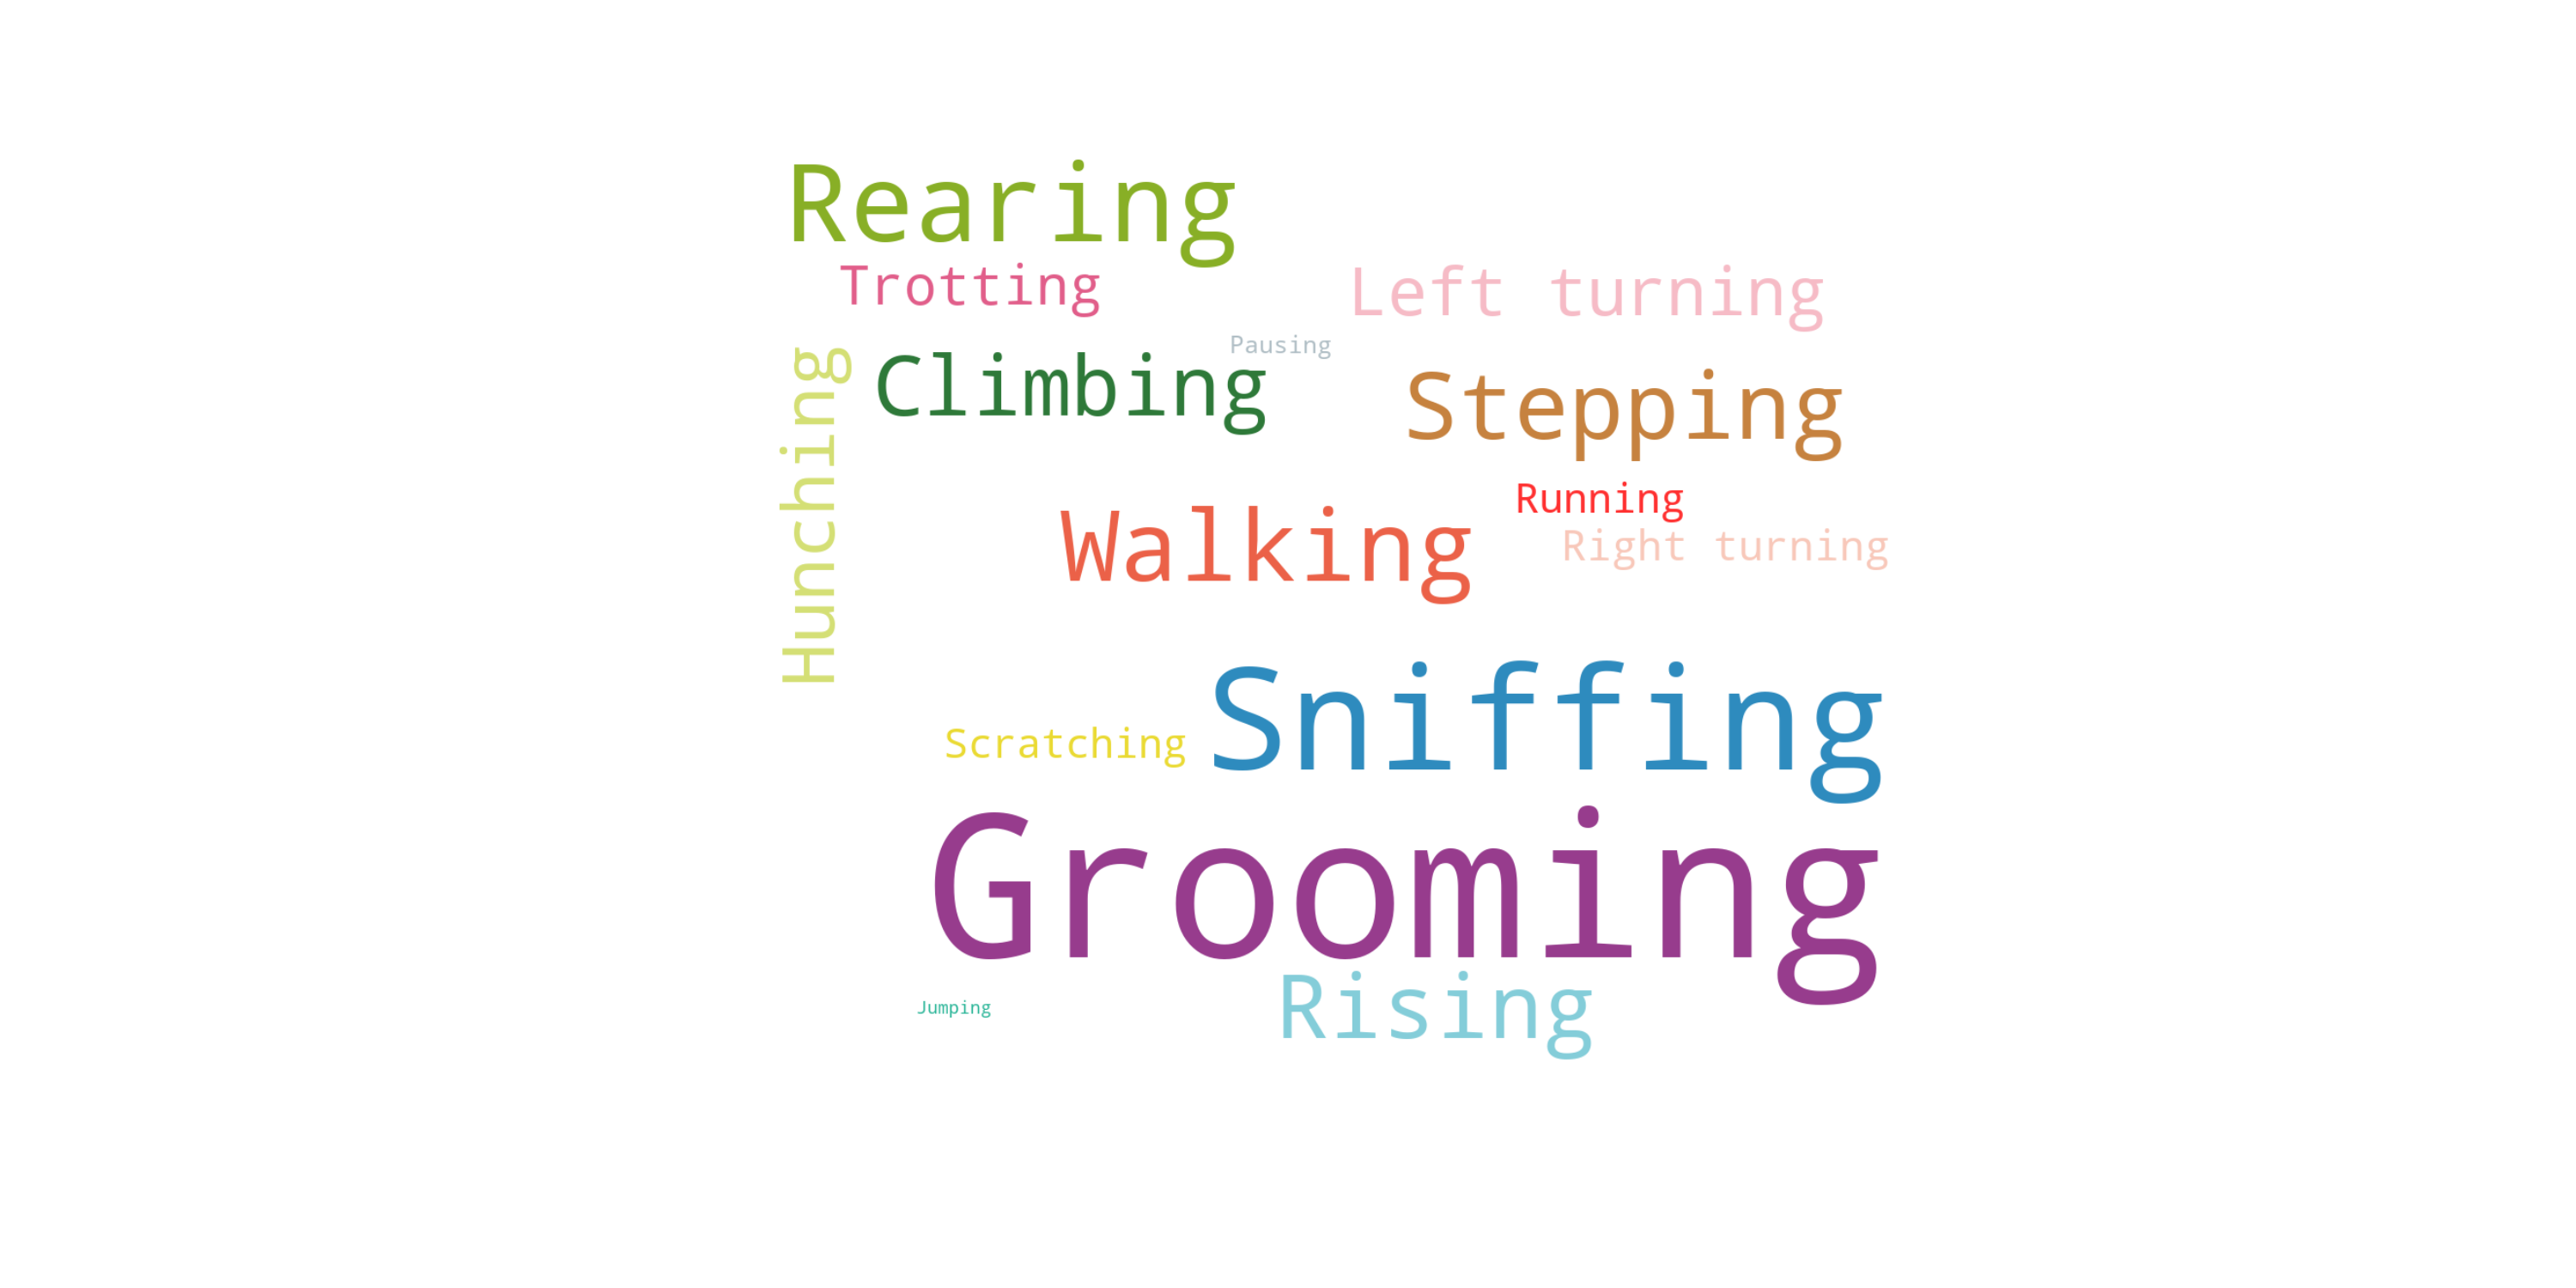 Rearing
Trotting
Left turning
Pausing
Climbing
Stepping
Hunching
Running
Walking
Right turning
Sniffing
Scratching
Grooming
Rising
Jumping